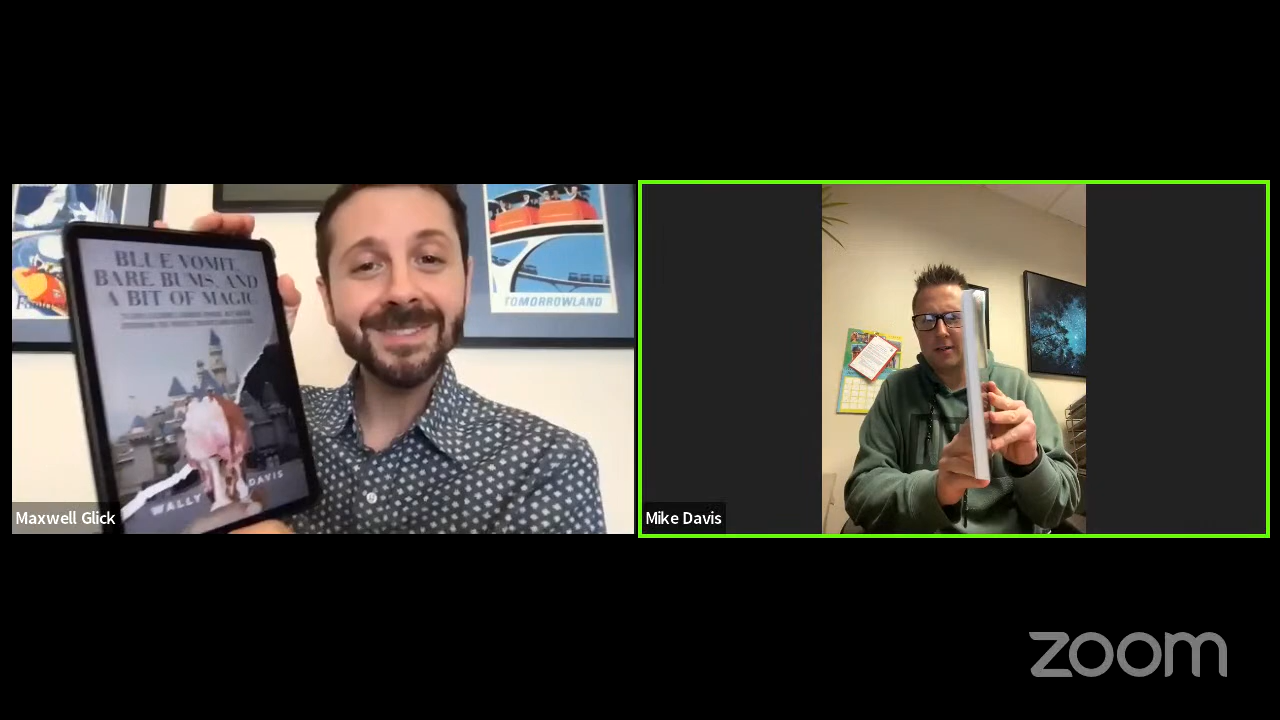 BLUE VOMIT,
BARE BUMS, AND
A BIT OF MAGIC
WALLY DAVIS
TOMORROWLAND
Maxwell Glick
Mike Davis
zoom